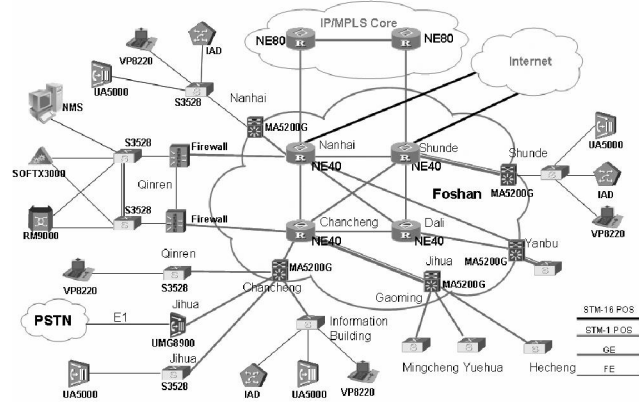 IP/MPLS Core
NE80
NE80
VP8220
IAD
UA5000
S3528
Internet
NMS
Nanhai
MA5200G
S3528
Firewall
Nanhai
NE40
Shunde
NE40
Shunde
MA5200G
UA5000
IAD
VP8220
SOFTX3000
Qinren
Foshan
RM9000
S3528
Firewall
Chancheng
NE40
Dali
NE40
Yanbu
MA5200G
Qinren
VP8220
S3528
MA5200G
Chancheng
Jihua
MA5200G
Gaoming
PSTN
E1
Jihua
UMG8900
Information
Building
Jihua
UA5000
S3528
IAD
UA5000
VP8220
Mingcheng
Yuehua
Hecheng
STM-16 POS
STM-1 POS
GE
FE